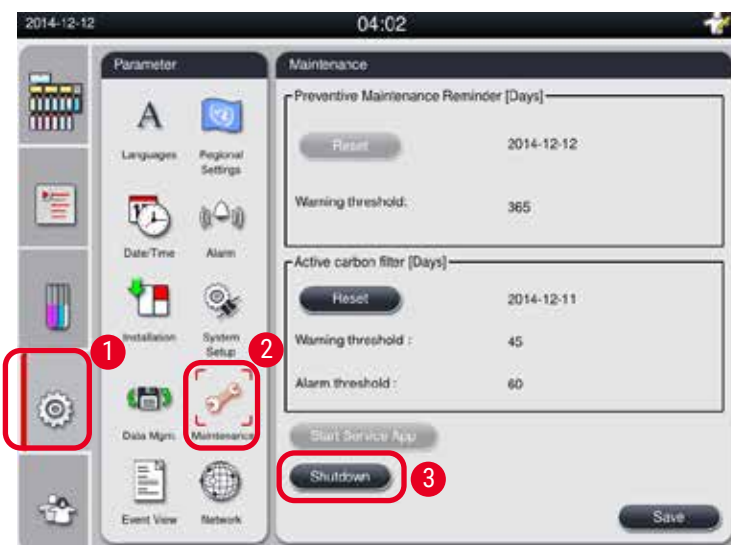 2014-12-12
04:02
Parameter
Languages
Regional
Settings
Date/Time
Alarm
Installation
System
Setup
Data Mgm.
Maintenance
Event View
Network
1
2
Maintenance
Preventive Maintenance Reminder [Days]
Reset
2014-12-12
Warning threshold:
365
Active carbon filter [Days]
Reset
2014-12-11
Warning threshold :
45
Alarm threshold :
60
Start Service App
Shutdown
3
Save